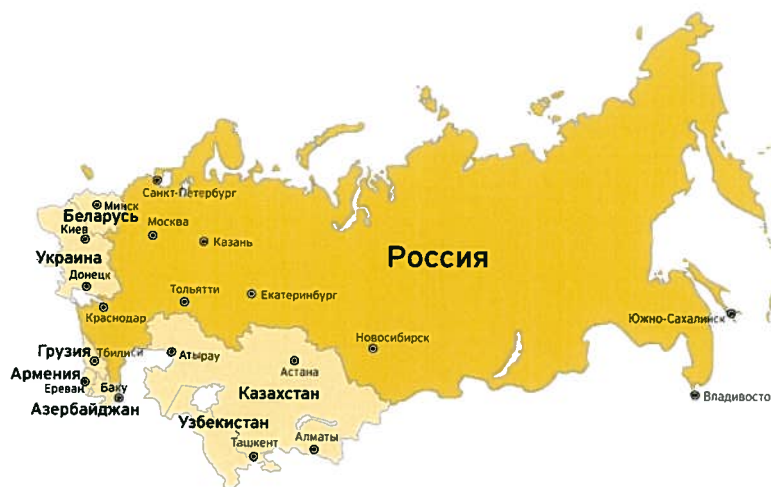 Санкт-Петербург
Минск
Беларусь
Москва
Киев
Казань
Украина
Россия
Донецк
Тольятти
Екатеринбург
Краснодар
Южно-Сахалинск
Новосибирск
Грузия
Тбилиси
Атырау
Астана
Армения
Ереван
Баку
Казахстан
Владивосто
Азербайджан
Узбекистан
Ташкент
Алматы